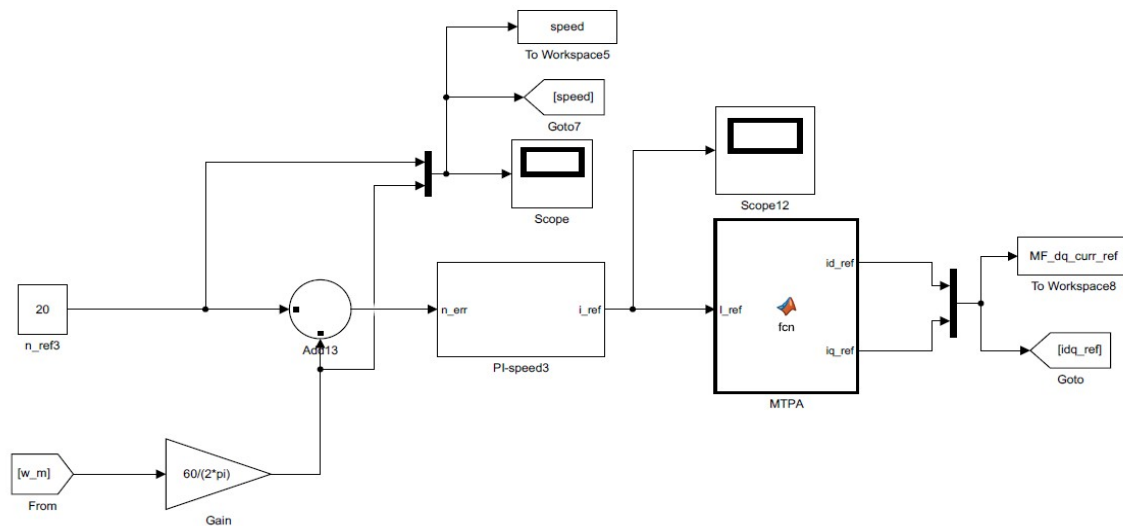 speed
To Workspace5
[speed]
Goto7
Scope
Scope12
MF_dq_curr_ref
To Workspace8
20
n_ref3
Add13
n_err
i_ref
PI-speed3
I_ref
fcn
id_ref
iq_ref
MTPA
[idq_ref]
Goto
[w_m]
From
60/(2*pi)
Gain